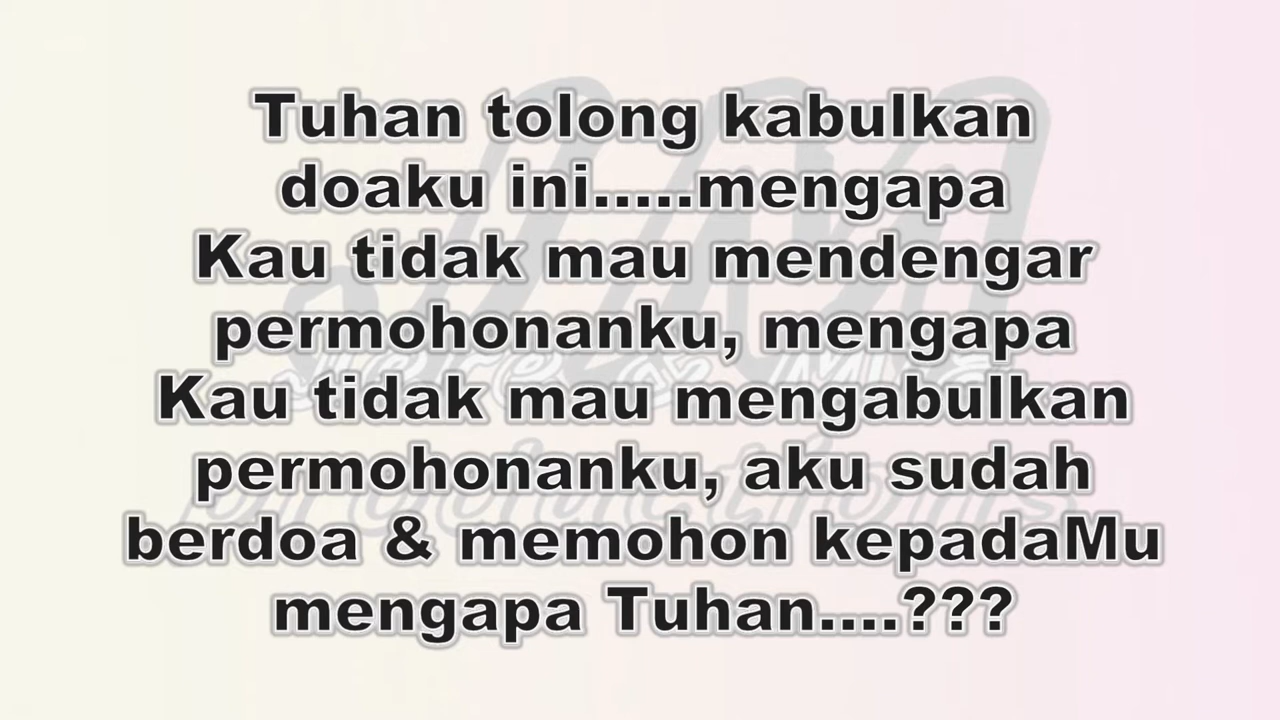 Tuhan tolong kabulkan
doaku ini.....mengapa
Kau tidak mau mendengar
permohonanku, mengapa
Kau tidak mau mengabulkan
permohonanku, aku sudah
berdoa & memohon kepadaMu
mengapa Tuhan....???